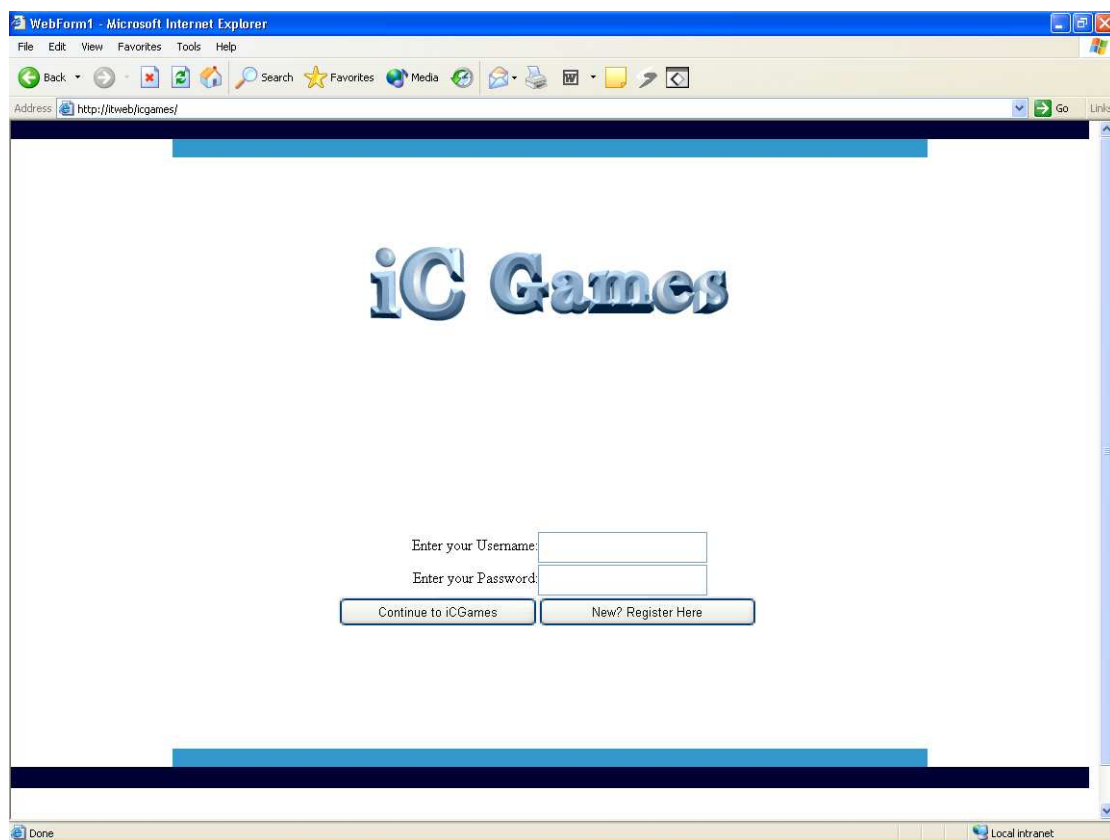 WebForm1 - Microsoft Internet Explorer
File Edit View Favorites Tools Help
Back Search Favorites Media W
Address http://itweb/icgames/ Go Links
iC Games
Enter your Username:
Enter your Password:
Continue to iCGames New? Register Here
Done Local intranet